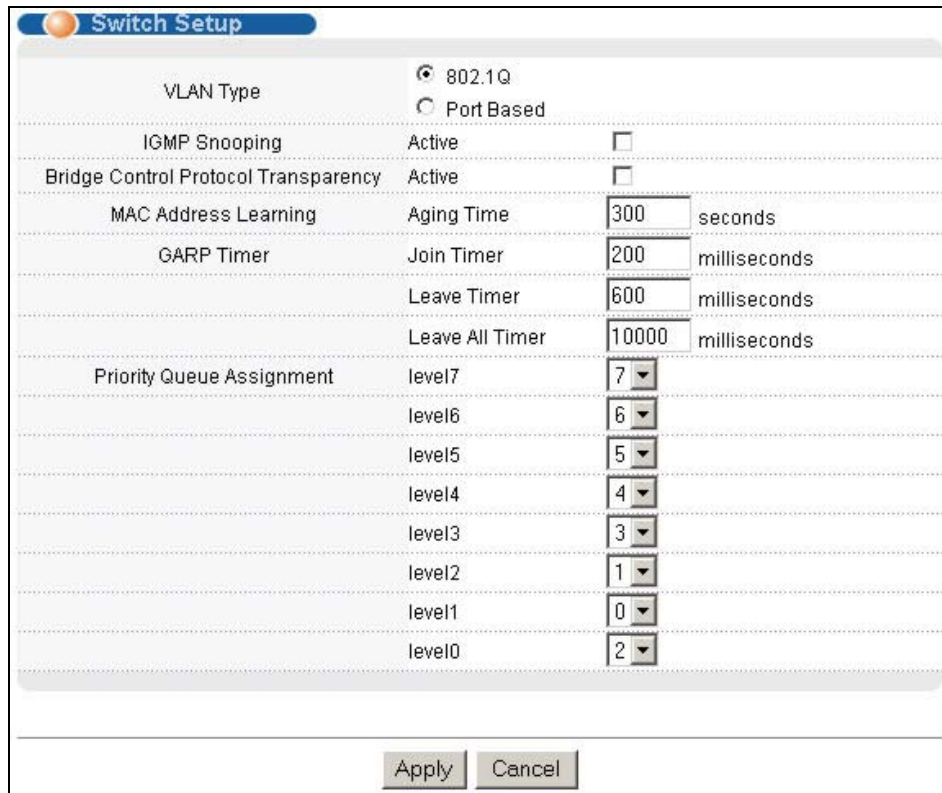 Switch Setup
VLAN Type
802.1Q
Port Based
IGMP Snooping Active
Bridge Control Protocol Transparency Active
MAC Address Learning Aging Time 300 seconds
GARP Timer Join Timer 200 milliseconds
Leave Timer 600 milliseconds
Leave All Timer 10000 milliseconds
Priority Queue Assignment level7 7
level6 6
level5 5
level4 4
level3 3
level2 1
level1 0
level0 2
Apply Cancel